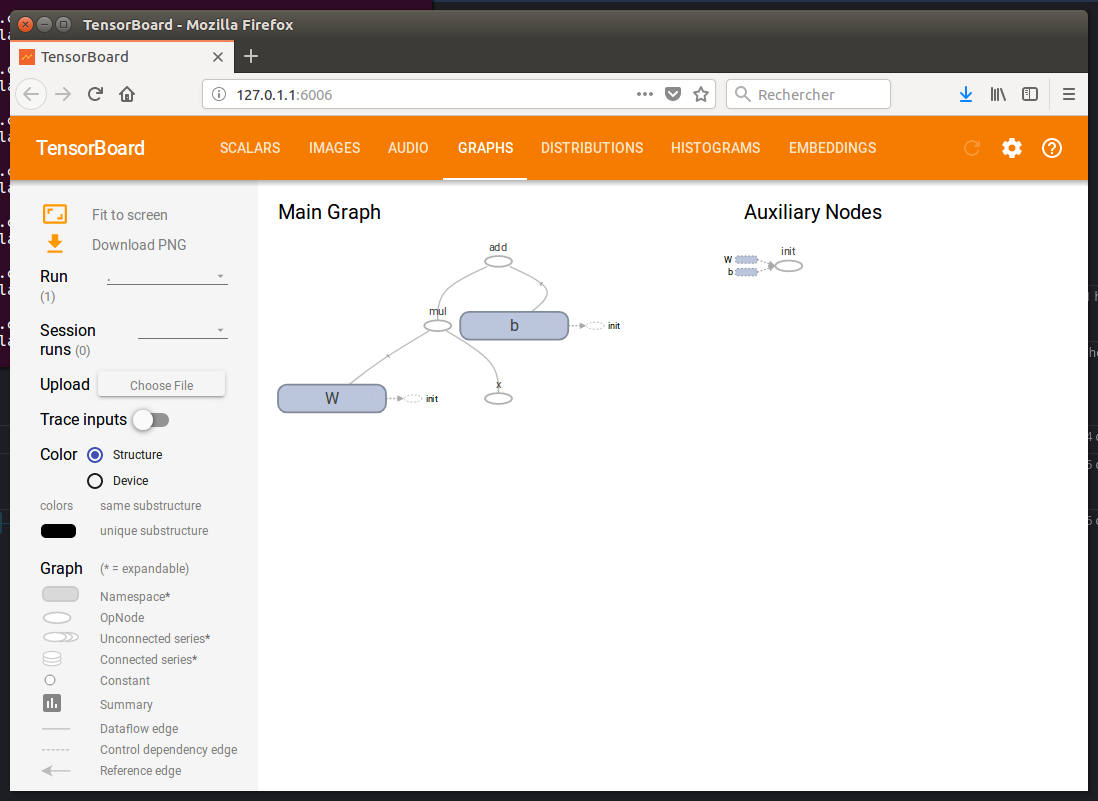 TensorBoard - Mozilla Firefox
TensorBoard
127.0.1.1:6006
Rechercher
TensorBoard
SCALARS
IMAGES
AUDIO
GRAPHS
DISTRIBUTIONS
HISTOGRAMS
EMBEDDINGS
Fit to screen
Download PNG
Run
(1)
.
Session
runs (0)
Upload
Choose File
Trace inputs
Color
Structure
Device
colors
same substructure
unique substructure
Graph
(* = expandable)
Namespace*
OpNode
Unconnected series*
Connected series*
Constant
Summary
Dataflow edge
Control dependency edge
Reference edge
Main Graph
add
mul
b
init
W
init
x
Auxiliary Nodes
init
W
b